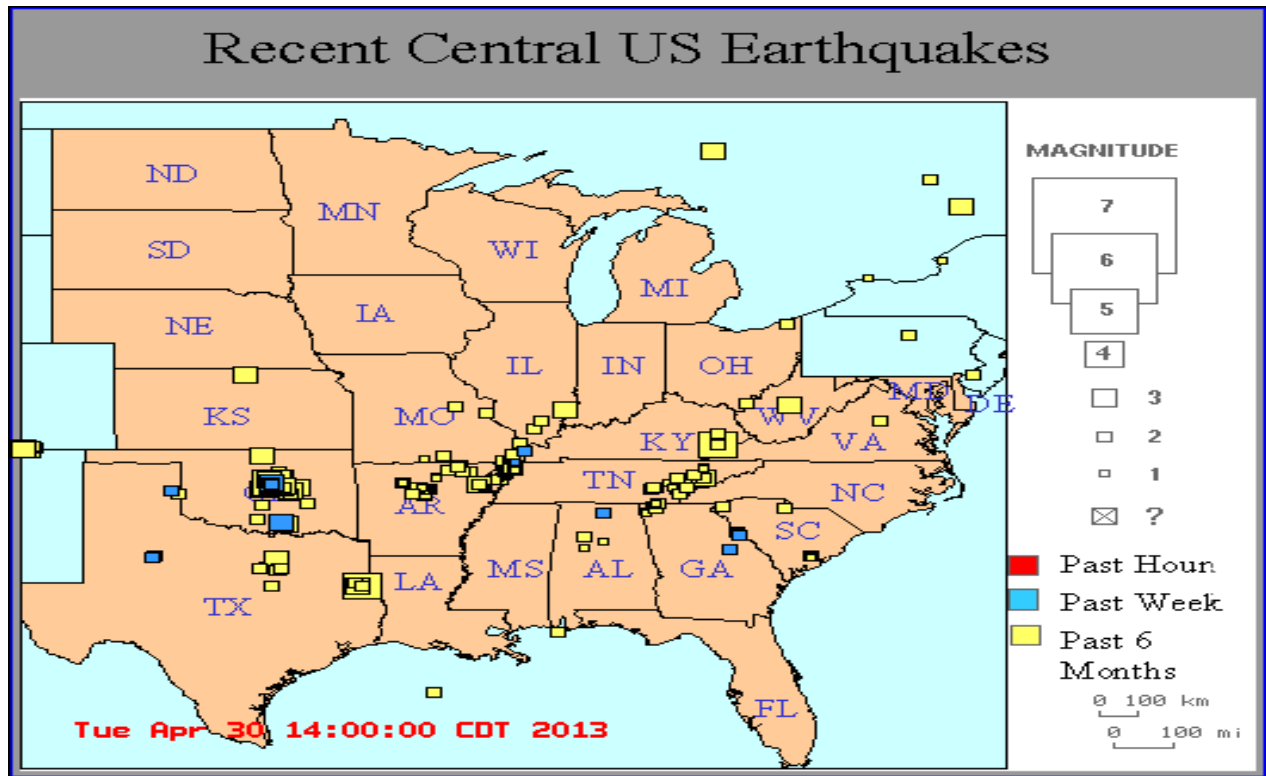 Recent Central US Earthquakes
ND
MN
SD
WI
MI
NE
IA
IL
IN
OH
MD
DE
KS
MO
WV
KY
VA
TN
NC
AR
SC
MS
AL
GA
LA
TX
FL
Tue Apr 30 14:00:00 CDT 2013
MAGNITUDE
7
6
5
4
3
2
1
?
Past Houn
Past Week
Past 6
Months
0 100 km
0 100 mi